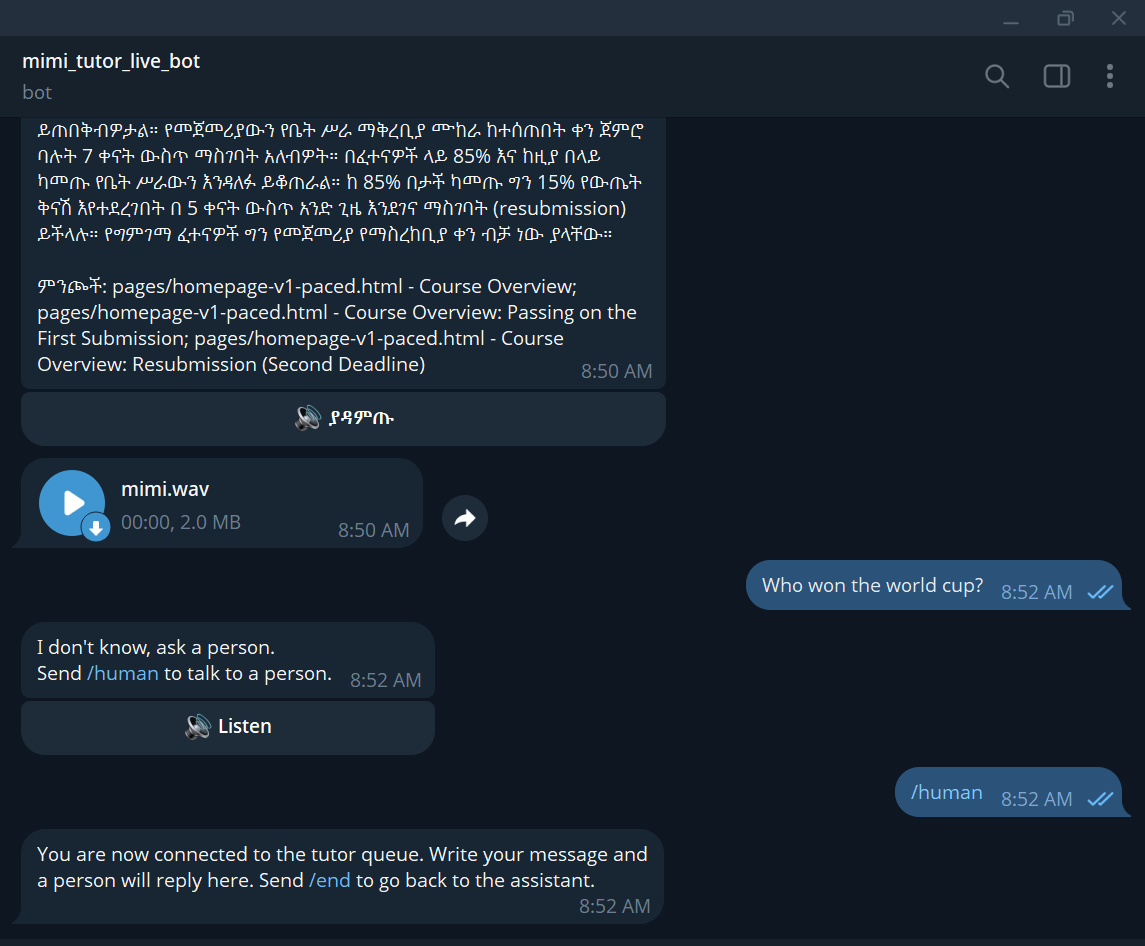 mimi_tutor_live_bot
bot
ይጠበቅብዎታል። የመጀመሪያውን የቤት ሥራ ማቅረቢያ ሙከራ ከተሰጠበት ቀን ጀምሮ
ባሉት 7 ቀናት ውስጥ ማስገባት አለብዎት። በፈተናዎች ላይ 85% እና ከዚያ በላይ
ካመጡ የቤት ሥራውን እንዳለፉ ይቆጠራል። ከ 85% በታች ካመጡ ግን 15% የውጤት
ቅናሽ እየተደረገበት በ 5 ቀናት ውስጥ አንድ ጊዜ እንደገና ማስገባት (resubmission)
ይችላሉ። የግምገማ ፈተናዎች ግን የመጀመሪያ የማስረከቢያ ቀን ብቻ ነው ያላቸው።
ምንጮች: pages/homepage-v1-paced.html - Course Overview;
pages/homepage-v1-paced.html - Course Overview: Passing on the
First Submission; pages/homepage-v1-paced.html - Course
Overview: Resubmission (Second Deadline)
8:50 AM
ያዳምጡ
mimi.wav
00:00, 2.0 MB
8:50 AM
Who won the world cup? 8:52 AM
I don't know, ask a person.
Send /human to talk to a person. 8:52 AM
Listen
/human 8:52 AM
You are now connected to the tutor queue. Write your message and
a person will reply here. Send /end to go back to the assistant.
8:52 AM